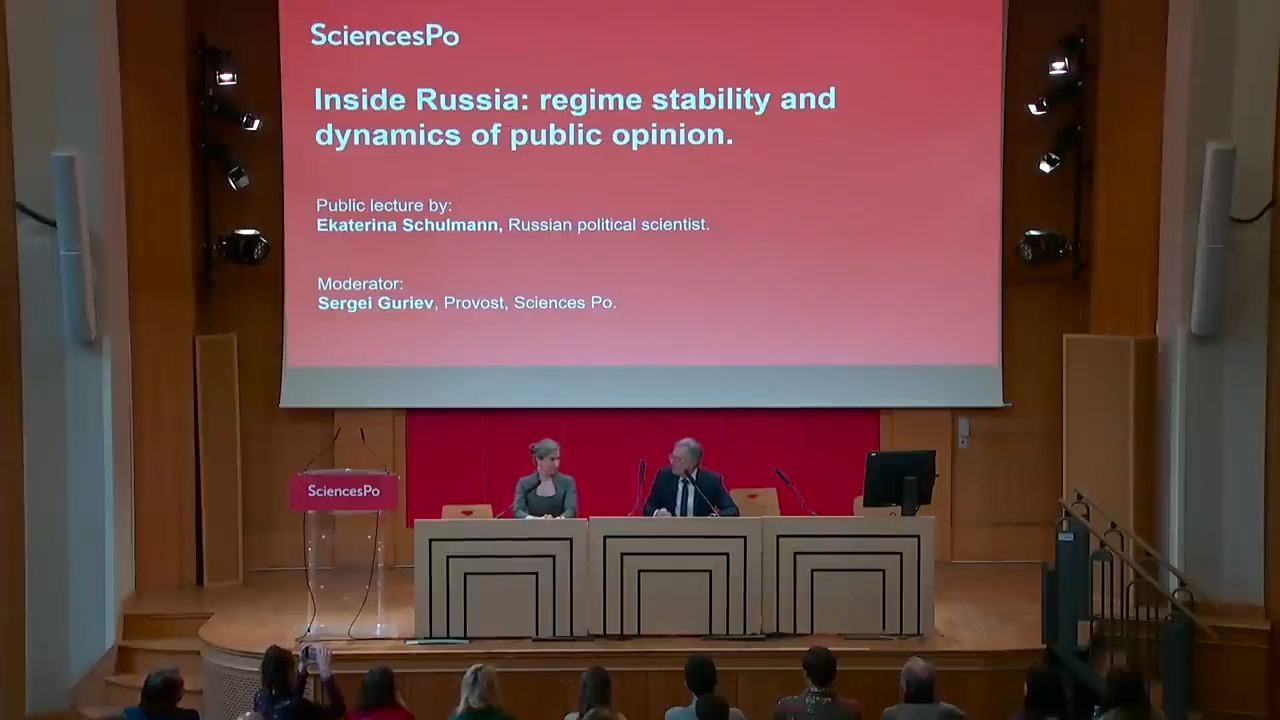 SciencesPo
Inside Russia: regime stability and
dynamics of public opinion.
Public lecture by:
Ekaterina Schulmann, Russian political scientist.
Moderator:
Sergei Guriev, Provost, Sciences Po.
SciencesPo